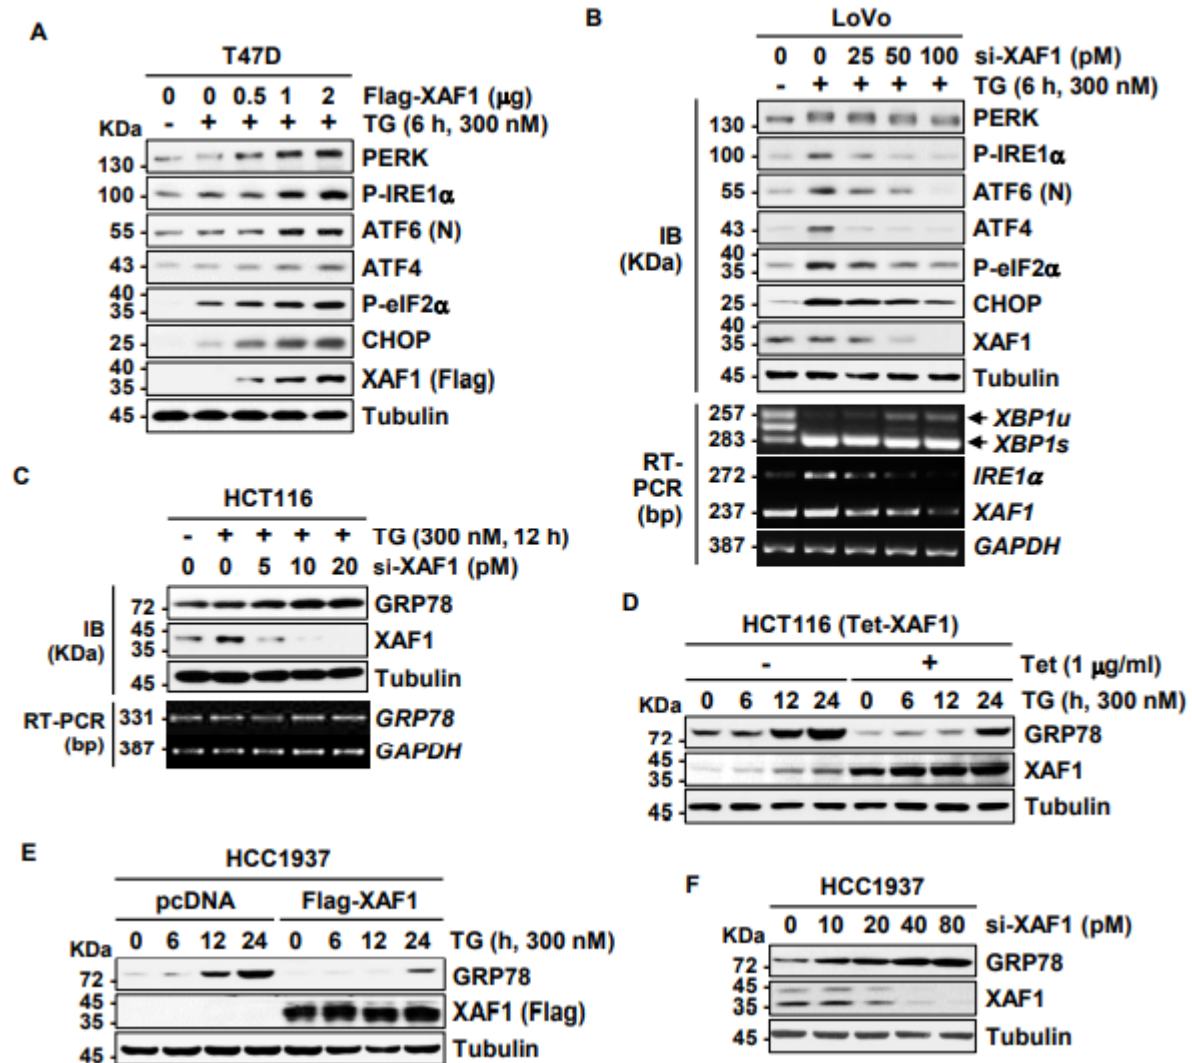 A
T47D
0 0 0.5 1 2 Flag-XAF1 (μg)
KDa - + + + + TG (6 h, 300 nM)
130 PERK
100 P-IRE1α
55 ATF6 (N)
43 ATF4
40
35 P-eIF2α
25 CHOP
40
35 XAF1 (Flag)
45 Tubulin
B
LoVo
0 0 25 50 100 si-XAF1 (pM)
- + + + + TG (6 h, 300 nM)
IB
(KDa)
130 PERK
100 P-IRE1α
55 ATF6 (N)
43 ATF4
40
35 P-eIF2α
25 CHOP
40
35 XAF1
45 Tubulin
RT-
PCR
(bp)
257 XBP1u
283 XBP1s
272 IRE1α
237 XAF1
387 GAPDH
C
HCT116
- + + + + TG (300 nM, 12 h)
0 0 5 10 20 si-XAF1 (pM)
IB
(KDa)
72 GRP78
45
35 XAF1
45 Tubulin
RT-PCR
(bp)
331 GRP78
387 GAPDH
D
HCT116 (Tet-XAF1)
- + Tet (1 μg/ml)
KDa 0 6 12 24 0 6 12 24 TG (h, 300 nM)
72 GRP78
45
35 XAF1
45 Tubulin
E
HCC1937
pcDNA Flag-XAF1
KDa 0 6 12 24 0 6 12 24 TG (h, 300 nM)
72 GRP78
45
35 XAF1 (Flag)
45 Tubulin
F
HCC1937
KDa 0 10 20 40 80 si-XAF1 (pM)
72 GRP78
45
35 XAF1
45 Tubulin